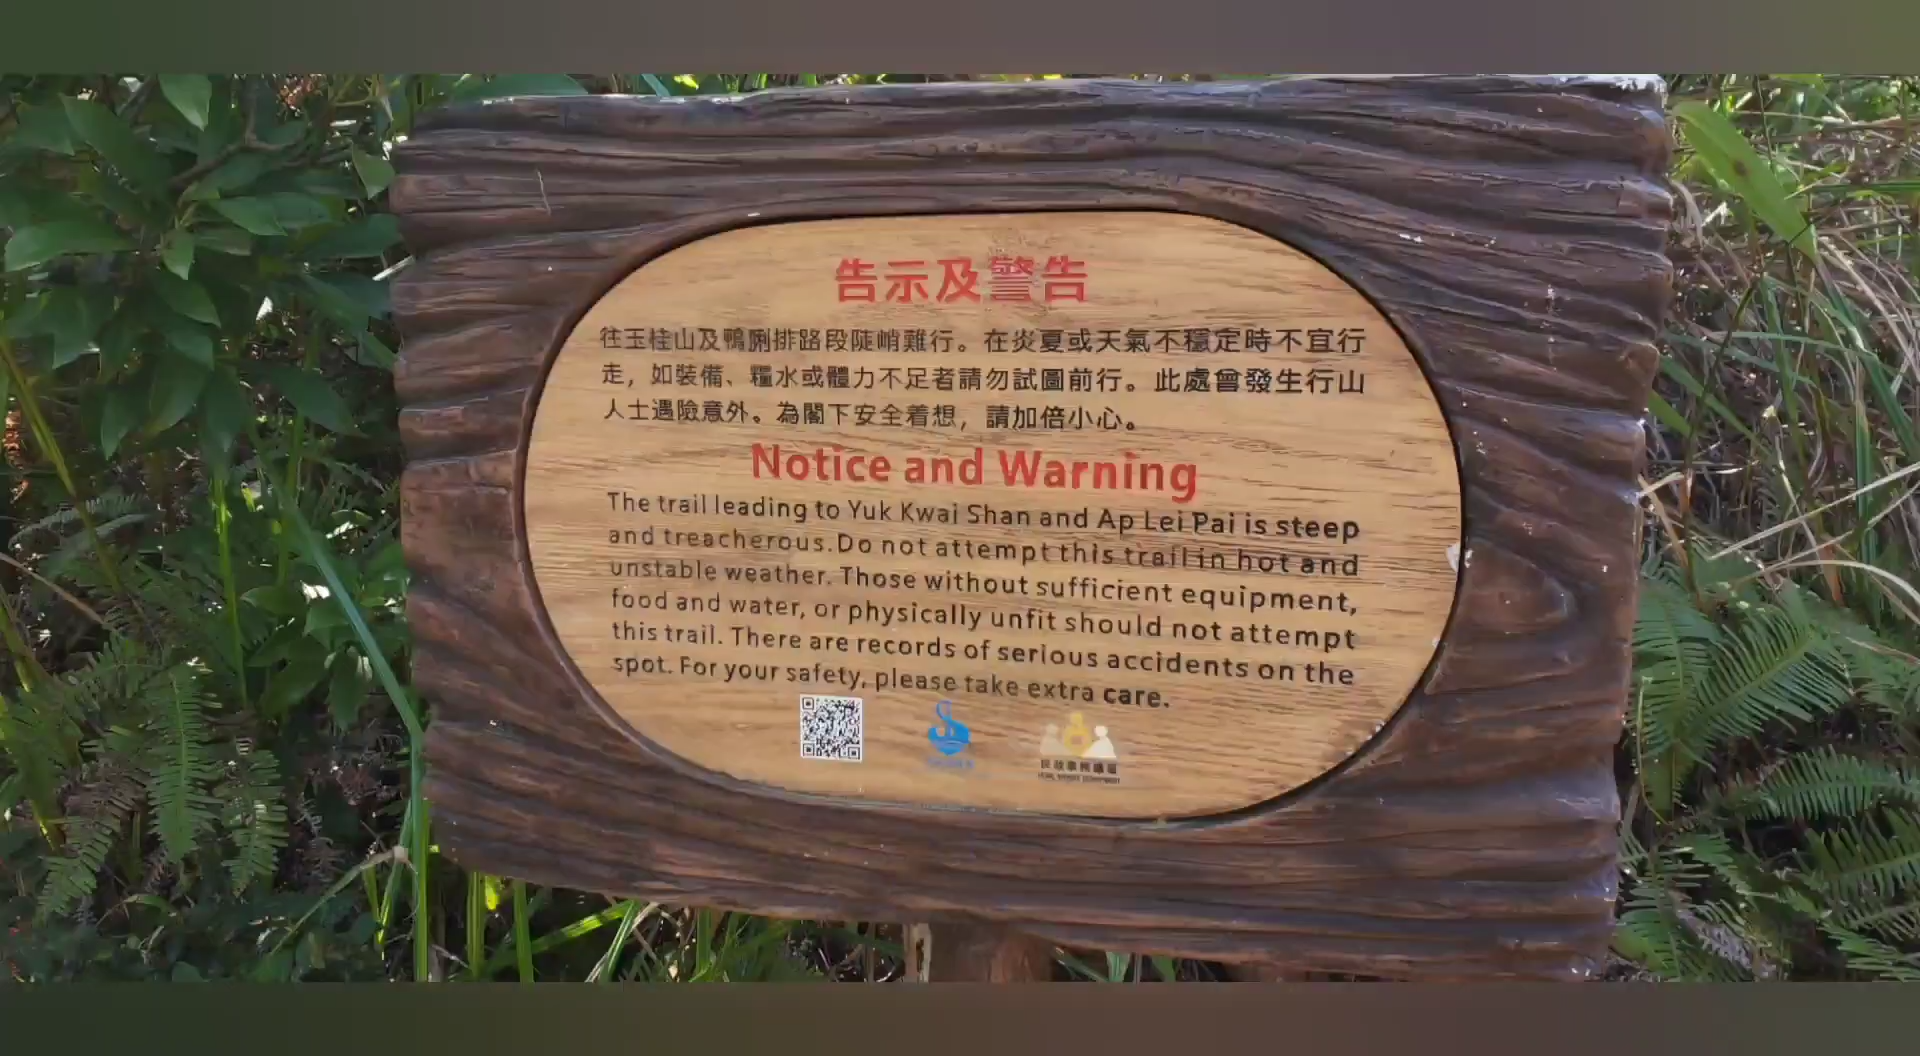 告示及警告
往玉桂山及鴨脷排路段陡峭難行。在炎夏或天氣不穩定時不宜行
走，如裝備、糧水或體力不足者請勿試圖前行。此處曾發生行山
人士遇險意外。為閣下安全着想，請加倍小心。
Notice and Warning
The trail leading to Yuk Kwai Shan and Ap Lei Pai is steep
and treacherous. Do not attempt this trail in hot and
unstable weather. Those without sufficient equipment,
food and water, or physically unfit should not attempt
this trail. There are records of serious accidents on the
spot. For your safety, please take extra care.
民政事務總署